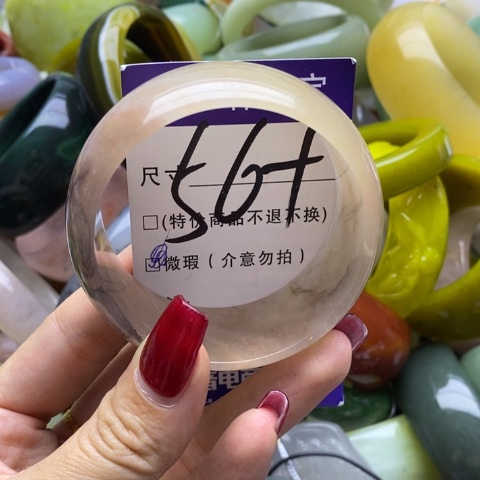 尺寸 56+
□(特价商品不退不换)
☑微瑕(介意勿拍)